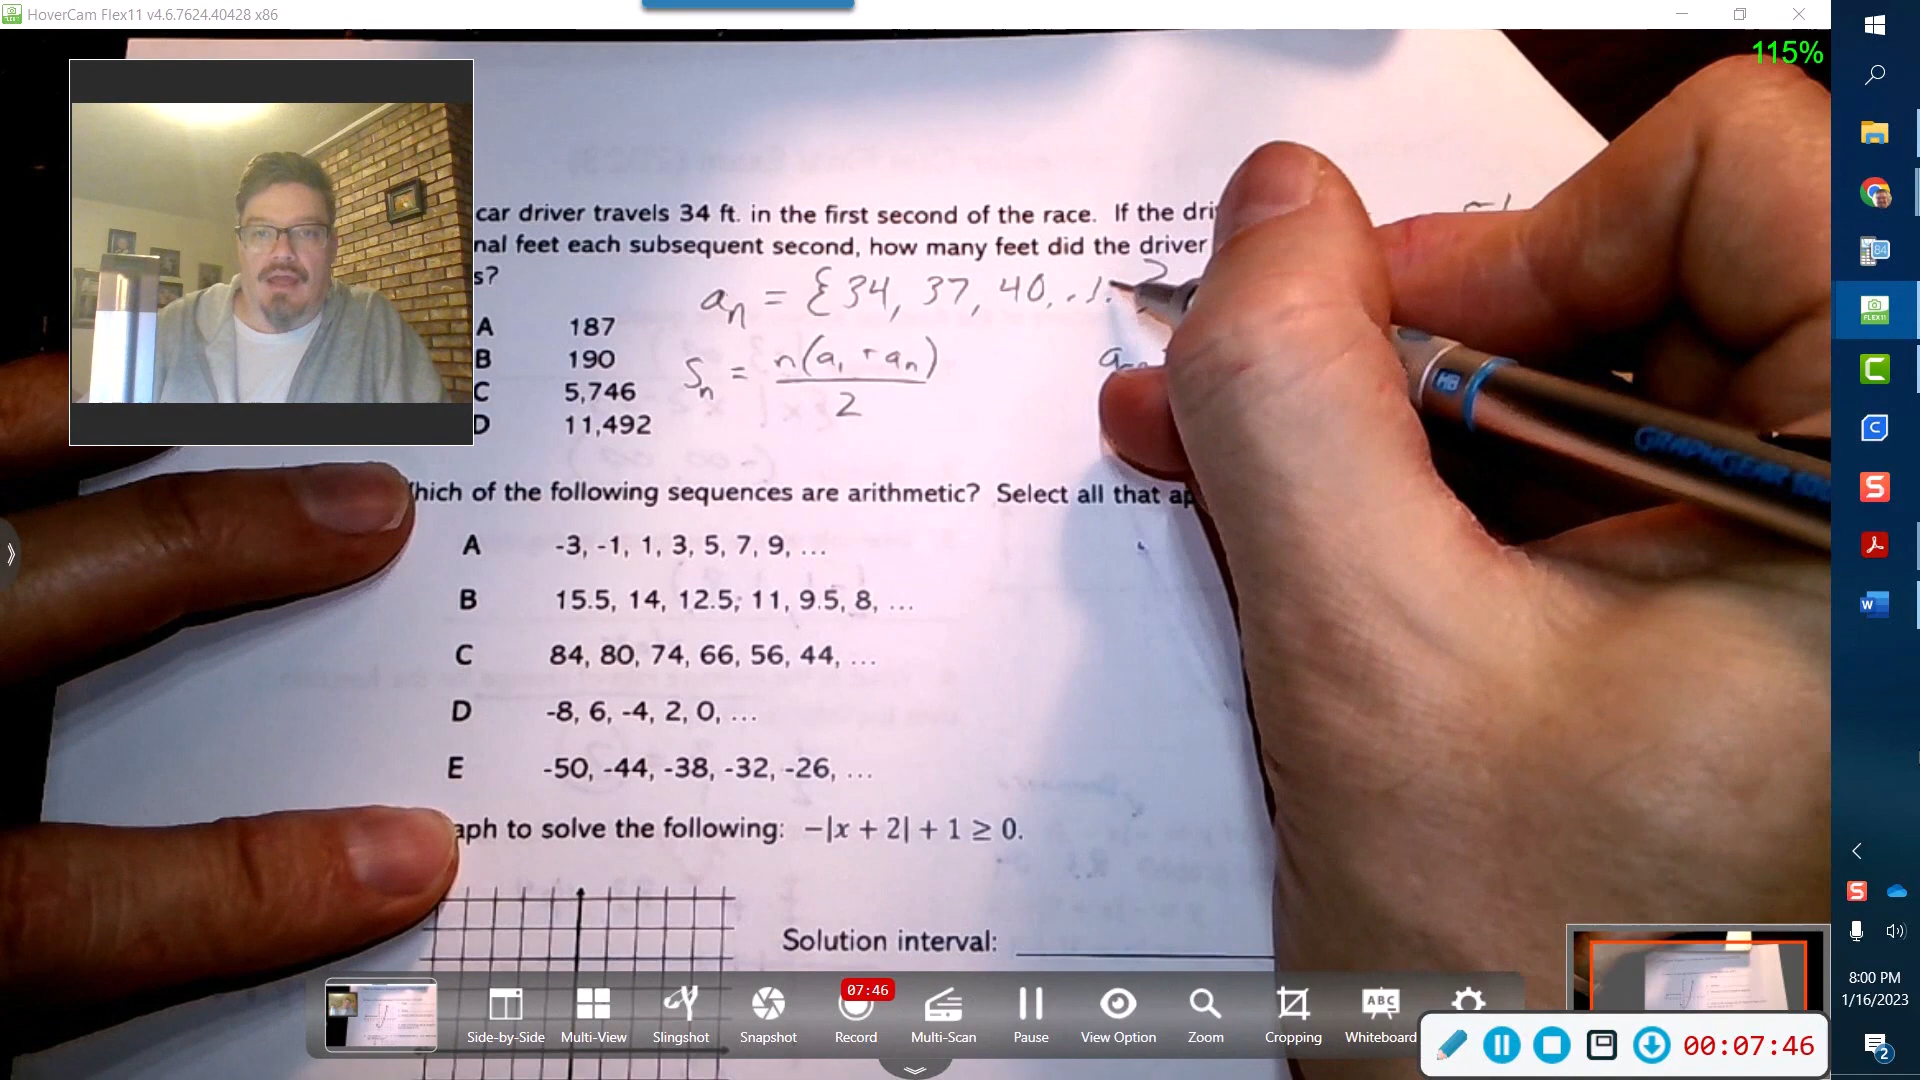 HoverCam Flex11 v4.6.7624.40428 x86
115%
car driver travels 34 ft. in the first second of the race. If the dri
nal feet each subsequent second, how many feet did the driver
s?
aₙ = {34, 37, 40, . . .
A 187
B 190
C 5,746
D 11,492
Sₙ = n(a₁ + aₙ) / 2
hich of the following sequences are arithmetic? Select all that ap
A -3, -1, 1, 3, 5, 7, 9, ...
B 15.5, 14, 12.5, 11, 9.5, 8, ...
C 84, 80, 74, 66, 56, 44, ...
D -8, 6, -4, 2, 0, ...
E -50, -44, -38, -32, -26, ...
aph to solve the following: −|x + 2| + 1 ≥ 0.
Solution interval:
HB
GRAPHGEAR
07:46
Side-by-Side Multi-View Slingshot Snapshot Record Multi-Scan Pause View Option Zoom Cropping Whiteboard
ABC
00:07:46
84
FLEX11
8:00 PM
1/16/2023
2